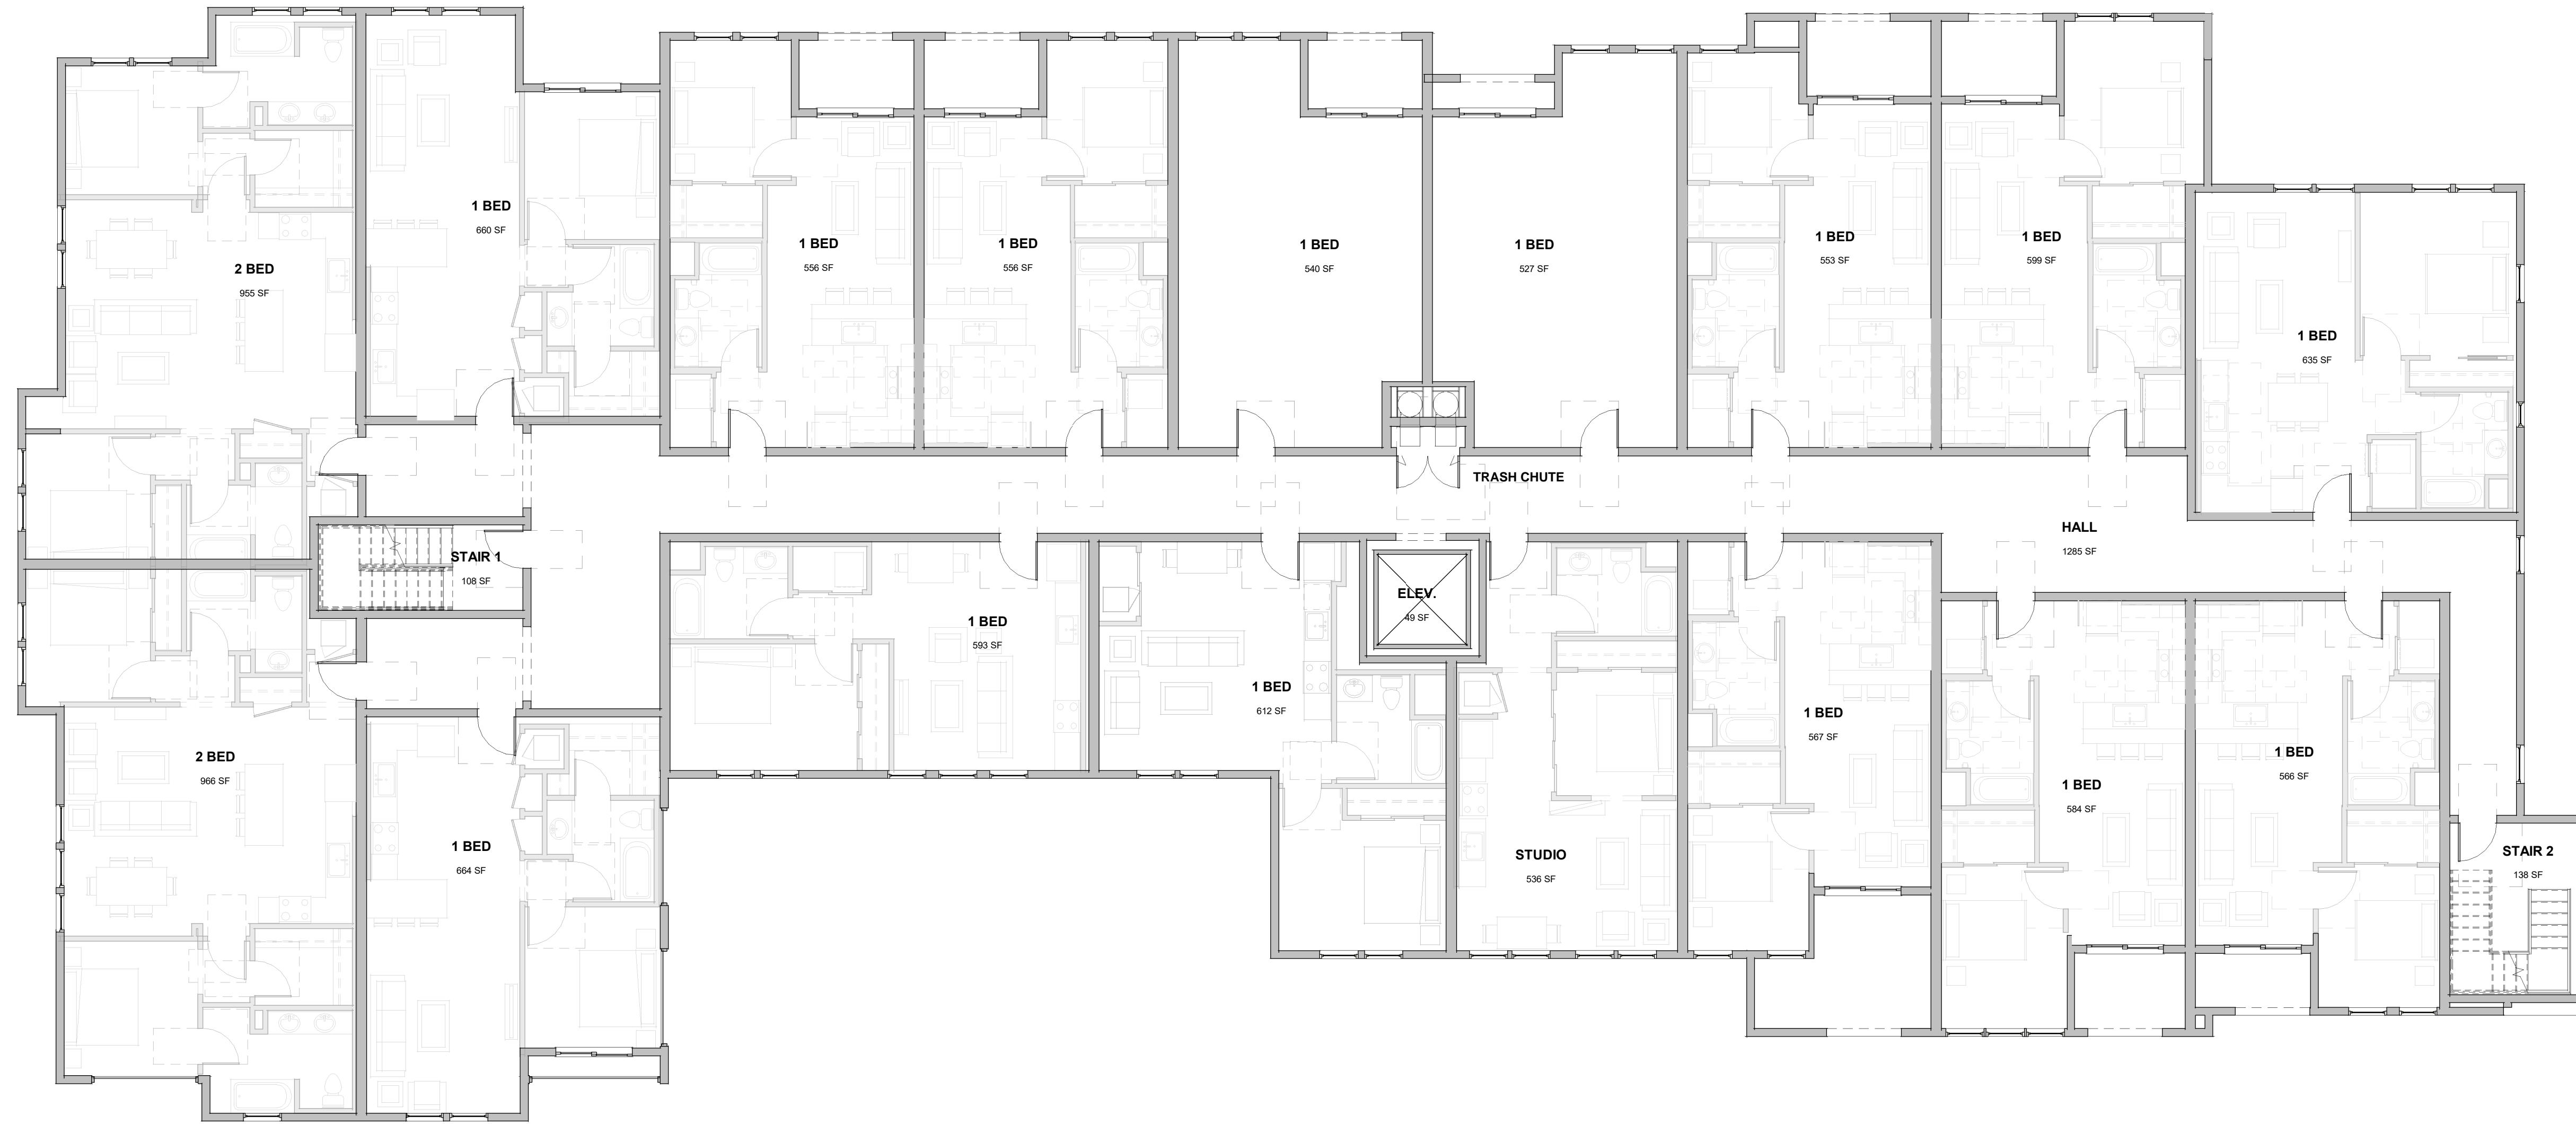 1 BED
660 SF
2 BED
955 SF
1 BED
556 SF
1 BED
556 SF
1 BED
540 SF
1 BED
527 SF
1 BED
553 SF
1 BED
599 SF
1 BED
635 SF
TRASH CHUTE
HALL
1285 SF
STAIR 1
108 SF
ELEV.
49 SF
1 BED
593 SF
1 BED
612 SF
1 BED
567 SF
2 BED
966 SF
1 BED
664 SF
STUDIO
536 SF
1 BED
584 SF
1 BED
566 SF
STAIR 2
138 SF